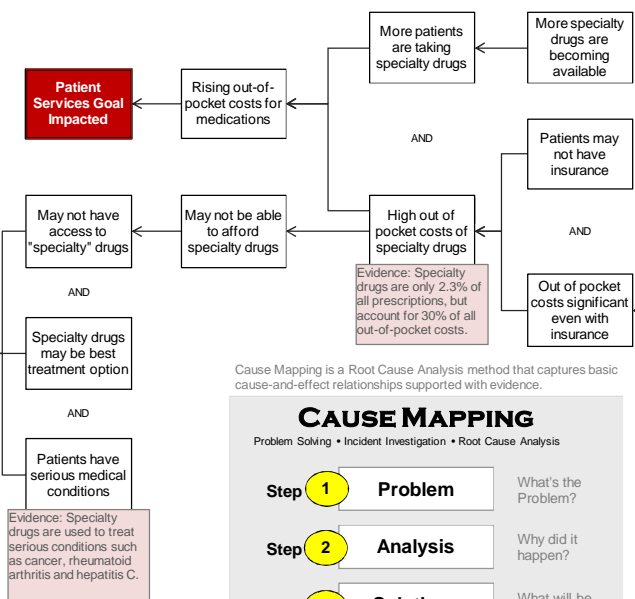 More patients
are taking
specialty drugs
More specialty
drugs are
becoming
available
Patient
Services Goal
Impacted
Rising out-of-
pocket costs for
medications
AND
Patients may
not have
insurance
May not have
access to
"specialty" drugs
May not be able
to afford
specialty drugs
High out of
pocket costs of
specialty drugs
AND
Evidence: Specialty
drugs are only 2.3% of
all prescriptions, but
account for 30% of all
out-of-pocket costs.
Out of pocket
costs significant
even with
insurance
AND
Specialty drugs
may be best
treatment option
AND
Patients have
serious medical
conditions
Evidence: Specialty
drugs are used to treat
serious conditions such
as cancer, rheumatoid
arthritis and hepatitis C.
Cause Mapping is a Root Cause Analysis method that captures basic
cause-and-effect relationships supported with evidence.
CAUSE MAPPING
Problem Solving • Incident Investigation • Root Cause Analysis
Step 1 Problem
What's the
Problem?
Step 2 Analysis
Why did it
happen?
What will be